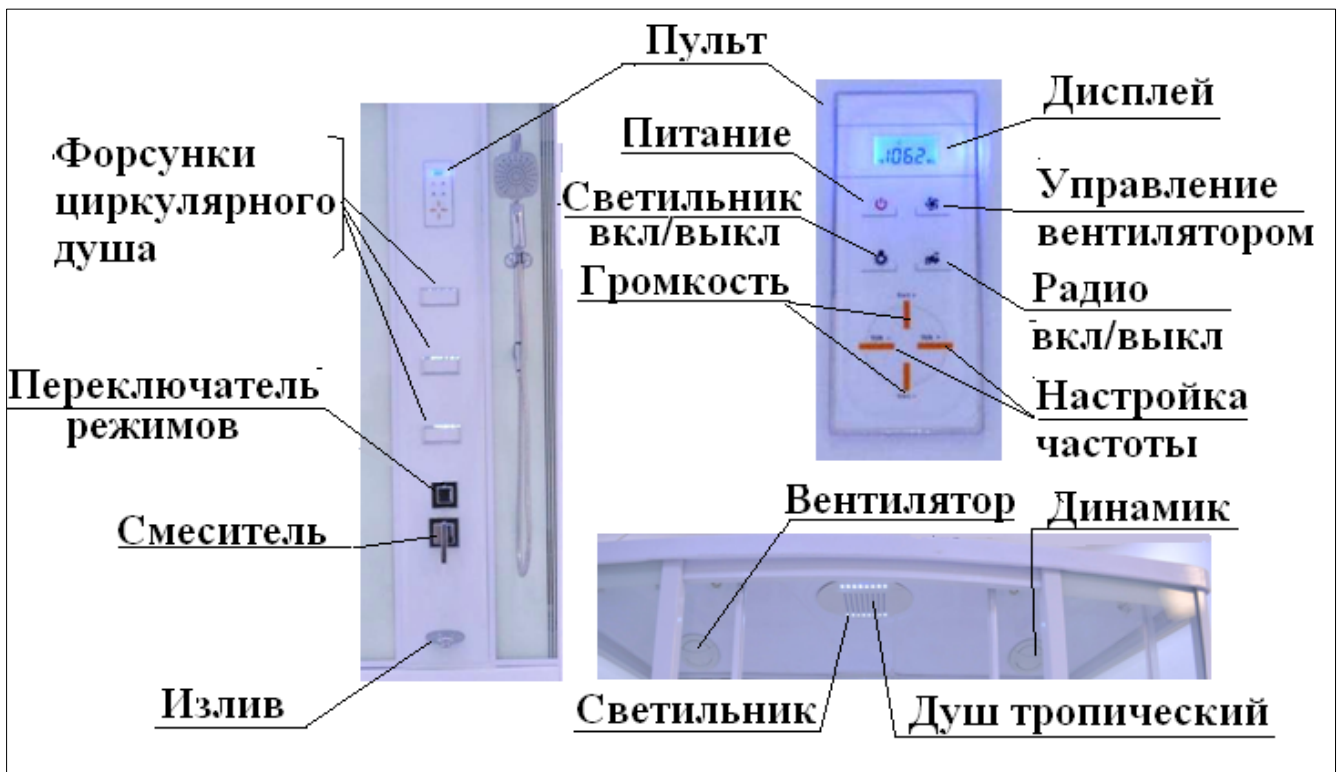 Пульт
Дисплей
Питание
Форсунки
циркулярного
душа
Светильник
вкл/выкл
Управление
вентилятором
1062
Громкость
Радио
вкл/выкл
Переключатель
режимов
Настройка
частоты
Вентилятор
Динамик
Смеситель
Излив
Светильник
Душ тропический